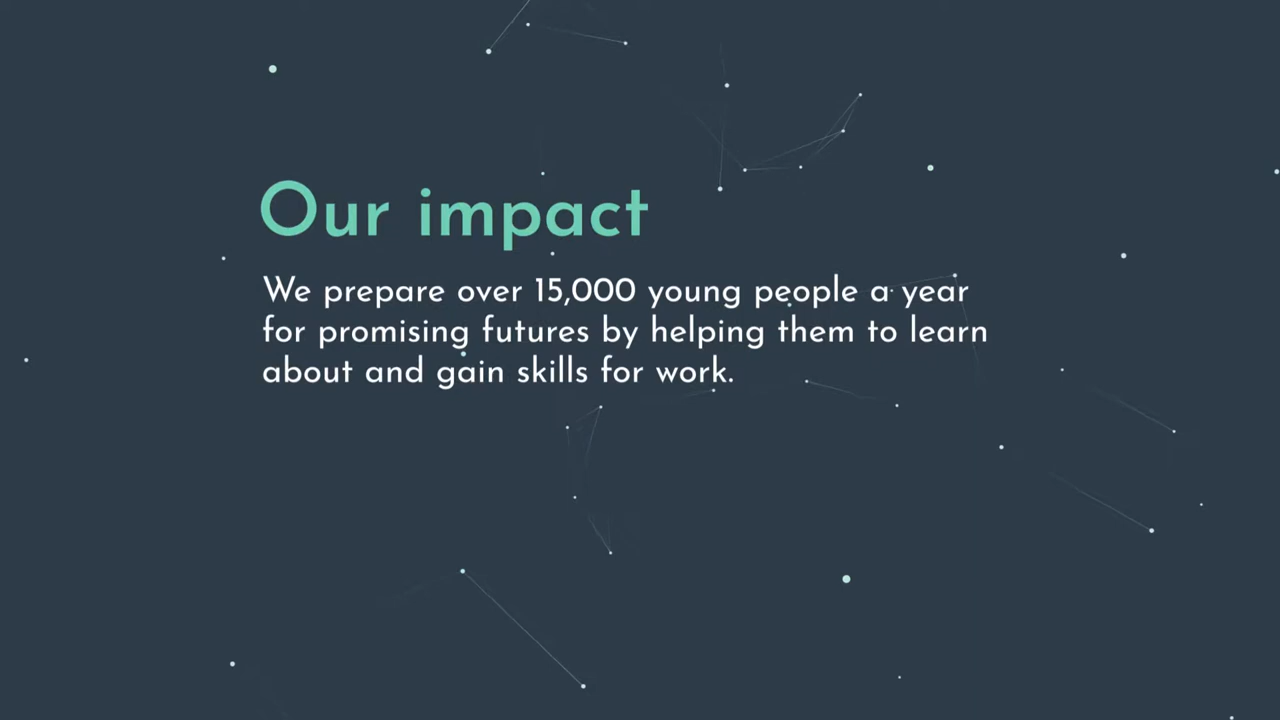 Our impact
We prepare over 15,000 young people a year
for promising futures by helping them to learn
about and gain skills for work.